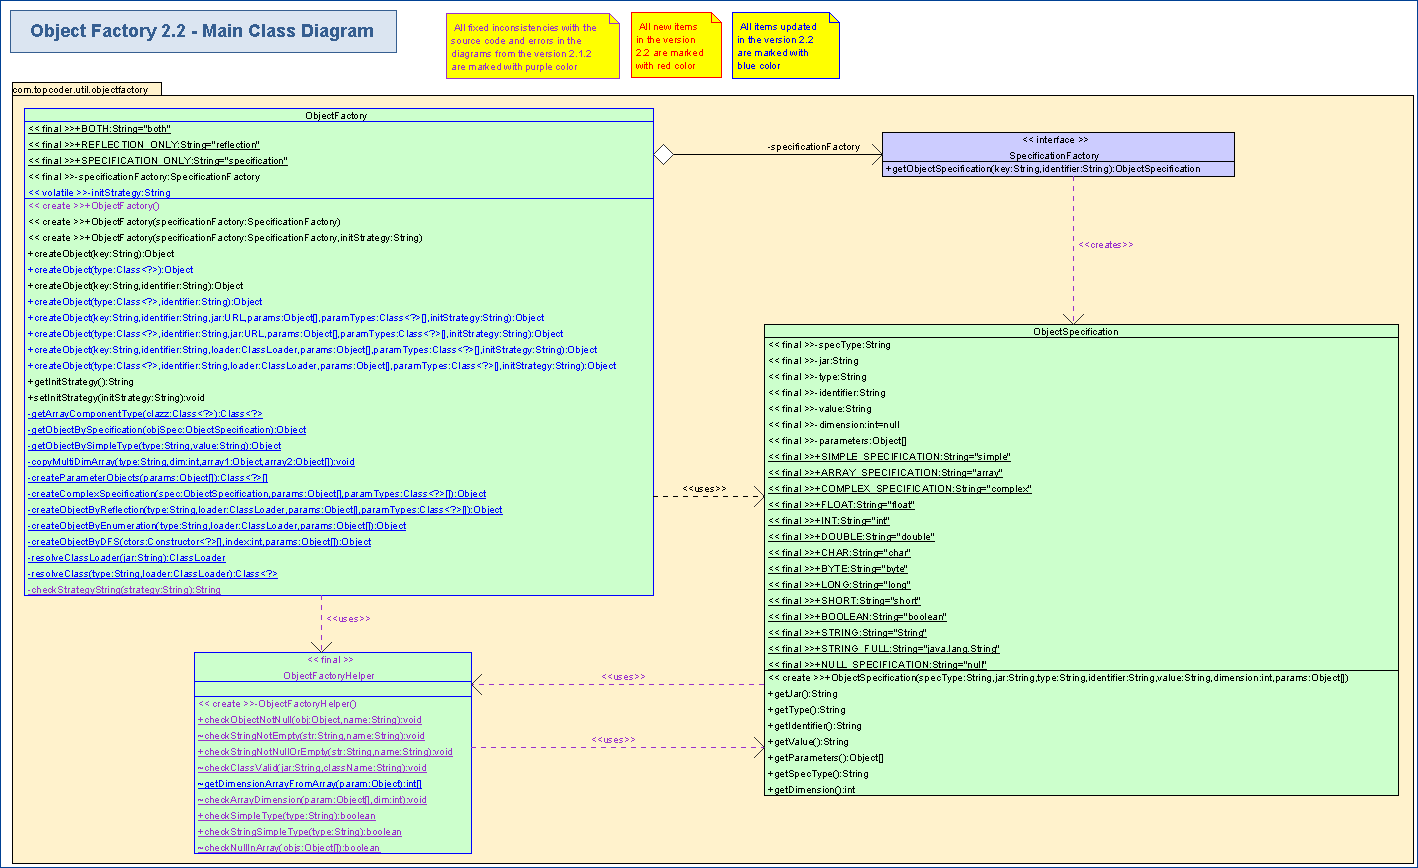 Object Factory 2.2 - Main Class Diagram
All fixed inconsistencies with the
source code and errors in the
diagrams from the version 2.1.2
are marked with purple color
All new items
in the version
2.2 are marked
with red color
All items updated
in the version 2.2
are marked with
blue color
com.topcoder.util.objectfactory
ObjectFactory
<< final >>+BOTH:String="both"
<< final >>+REFLECTION_ONLY:String="reflection"
<< final >>+SPECIFICATION_ONLY:String="specification"
<< final >>-specificationFactory:SpecificationFactory
<< volatile >>-initStrategy:String
<< create >>+ObjectFactory()
<< create >>+ObjectFactory(specificationFactory:SpecificationFactory)
<< create >>+ObjectFactory(specificationFactory:SpecificationFactory,initStrategy:String)
+createObject(key:String):Object
+createObject(type:Class<?>):Object
+createObject(key:String,identifier:String):Object
+createObject(type:Class<?>,identifier:String):Object
+createObject(key:String,identifier:String,jar:URL,params:Object[],paramTypes:Class<?>[],initStrategy:String):Object
+createObject(type:Class<?>,identifier:String,jar:URL,params:Object[],paramTypes:Class<?>[],initStrategy:String):Object
+createObject(key:String,identifier:String,loader:ClassLoader,params:Object[],paramTypes:Class<?>[],initStrategy:String):Object
+createObject(type:Class<?>,identifier:String,loader:ClassLoader,params:Object[],paramTypes:Class<?>[],initStrategy:String):Object
+getInitStrategy():String
+setInitStrategy(initStrategy:String):void
-getArrayComponentType(clazz:Class<?>):Class<?>
-getObjectBySpecification(objSpec:ObjectSpecification):Object
-getObjectBySimpleType(type:String,value:String):Object
-copyMultiDimArray(type:String,dim:int,array1:Object,array2:Object[]):void
-createParameterObjects(params:Object[]):Class<?>[]
-createComplexSpecification(spec:ObjectSpecification,params:Object[],paramTypes:Class<?>[]):Object
-createObjectByReflection(type:String,loader:ClassLoader,params:Object[],paramTypes:Class<?>[]):Object
-createObjectByEnumeration(type:String,loader:ClassLoader,params:Object[]):Object
-createObjectByDFS(ctors:Constructor<?>[],index:int,params:Object[]):Object
-resolveClassLoader(jar:String):ClassLoader
-resolveClass(type:String,loader:ClassLoader):Class<?>
-checkStrategyString(strategy:String):String
-specificationFactory
<< interface >>
SpecificationFactory
+getObjectSpecification(key:String,identifier:String):ObjectSpecification
<<creates>>
<<uses>>
ObjectSpecification
<< final >>-specType:String
<< final >>-jar:String
<< final >>-type:String
<< final >>-identifier:String
<< final >>-value:String
<< final >>-dimension:int=null
<< final >>-parameters:Object[]
<< final >>+SIMPLE_SPECIFICATION:String="simple"
<< final >>+ARRAY_SPECIFICATION:String="array"
<< final >>+COMPLEX_SPECIFICATION:String="complex"
<< final >>+FLOAT:String="float"
<< final >>+INT:String="int"
<< final >>+DOUBLE:String="double"
<< final >>+CHAR:String="char"
<< final >>+BYTE:String="byte"
<< final >>+LONG:String="long"
<< final >>+SHORT:String="short"
<< final >>+BOOLEAN:String="boolean"
<< final >>+STRING:String="String"
<< final >>+STRING_FULL:String="java.lang.String"
<< final >>+NULL_SPECIFICATION:String="null"
<< create >>+ObjectSpecification(specType:String,jar:String,type:String,identifier:String,value:String,dimension:int,params:Object[])
+getJar():String
+getType():String
+getIdentifier():String
+getValue():String
+getParameters():Object[]
+getSpecType():String
+getDimension():int
<<uses>>
<< final >>
ObjectFactoryHelper
<< create >>-ObjectFactoryHelper()
+checkObjectNotNull(obj:Object,name:String):void
~checkStringNotEmpty(str:String,name:String):void
+checkStringNotNullOrEmpty(str:String,name:String):void
~checkClassValid(jar:String,className:String):void
~getDimensionArrayFromArray(param:Object):int[]
~checkArrayDimension(param:Object[],dim:int):void
+checkSimpleType(type:String):boolean
+checkStringSimpleType(type:String):boolean
~checkNullInArray(objs:Object[]):boolean
<<uses>>
<<uses>>